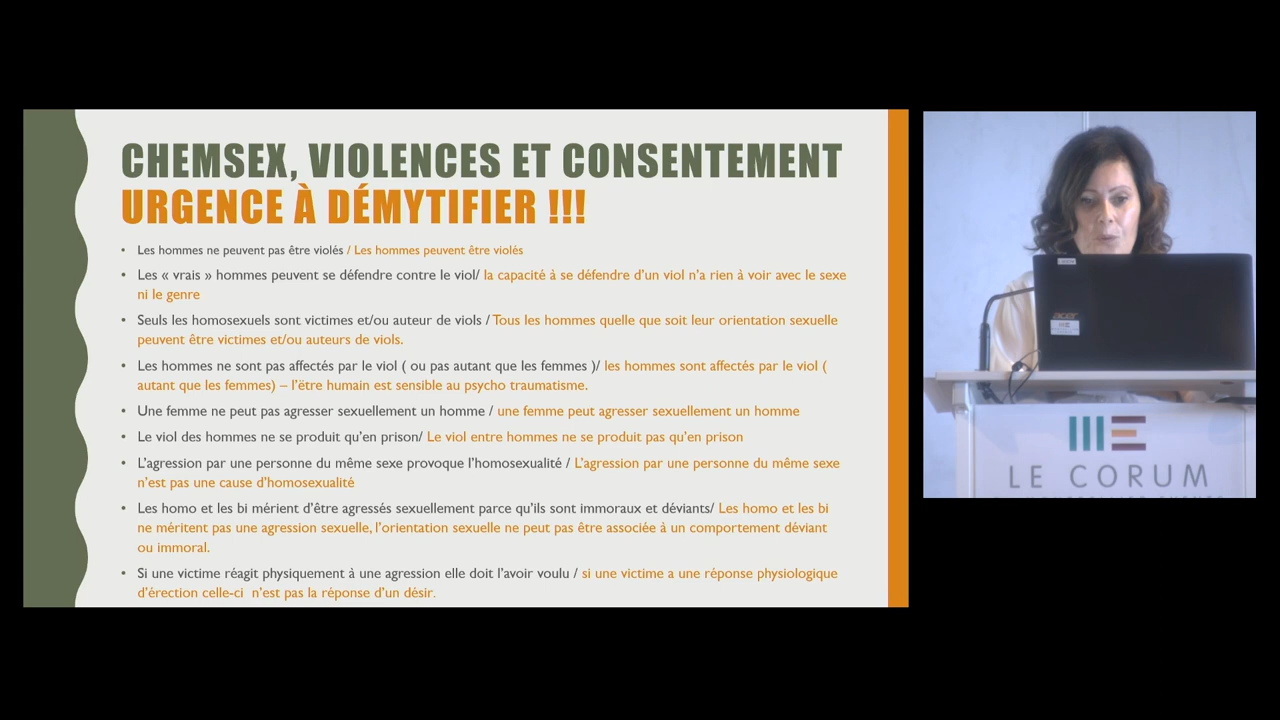 CHEMSEX, VIOLENCES ET CONSENTEMENT
URGENCE À DÉMYTIFIER !!!
• Les hommes ne peuvent pas être violés / Les hommes peuvent être violés
• Les « vrais » hommes peuvent se défendre contre le viol/ la capacité à se défendre d'un viol n'a rien à voir avec le sexe
ni le genre
• Seuls les homosexuels sont victimes et/ou auteur de viols / Tous les hommes quelle que soit leur orientation sexuelle
peuvent être victimes et/ou auteurs de viols.
• Les hommes ne sont pas affectés par le viol ( ou pas autant que les femmes )/ les hommes sont affectés par le viol (
autant que les femmes) – l'ëtre humain est sensible au psycho traumatisme.
• Une femme ne peut pas agresser sexuellement un homme / une femme peut agresser sexuellement un homme
• Le viol des hommes ne se produit qu'en prison/ Le viol entre hommes ne se produit pas qu'en prison
• L'agression par une personne du même sexe provoque l'homosexualité / L'agression par une personne du même sexe
n'est pas une cause d'homosexualité
• Les homo et les bi mérient d'être agressés sexuellement parce qu'ils sont immoraux et déviants/ Les homo et les bi
ne méritent pas une agression sexuelle, l'orientation sexuelle ne peut pas être associée à un comportement déviant
ou immoral.
• Si une victime réagit physiquement à une agression elle doit l'avoir voulu / si une victime a une réponse physiologique
d'érection celle-ci n'est pas la réponse d'un désir.
acer
LE CORUM